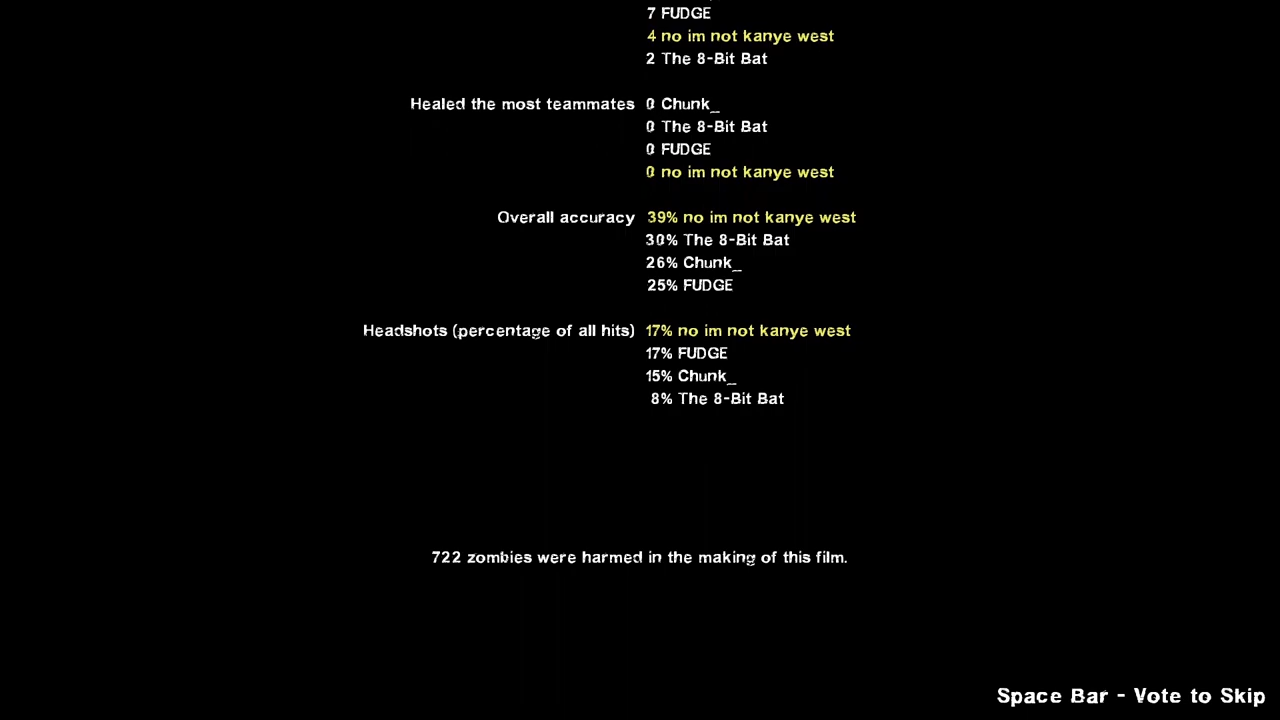 7 FUDGE
4 no im not kanye west
2 The 8-Bit Bat
Healed the most teammates 0 Chunk_
0 The 8-Bit Bat
0 FUDGE
0 no im not kanye west
Overall accuracy 39% no im not kanye west
30% The 8-Bit Bat
26% Chunk_
25% FUDGE
Headshots (percentage of all hits) 17% no im not kanye west
17% FUDGE
15% Chunk_
8% The 8-Bit Bat
722 zombies were harmed in the making of this film.
Space Bar - Vote to Skip